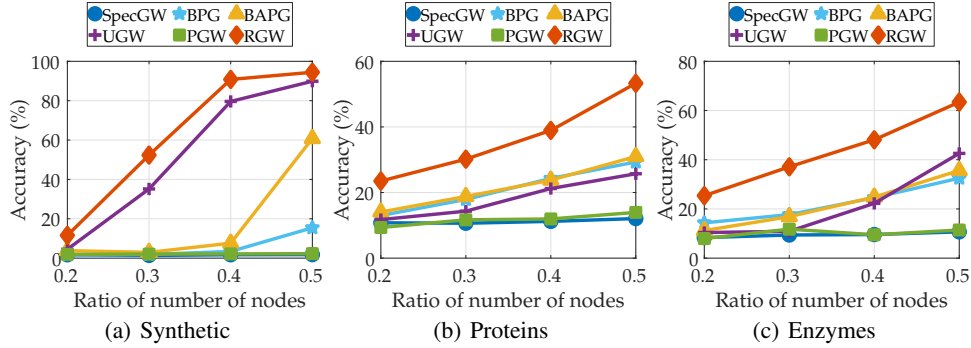 SpecGW BPG BAPG
UGW PGW RGW
100
80
60
40
20
0
Accuracy (%)
0.2 0.3 0.4 0.5
Ratio of number of nodes
(a) Synthetic
SpecGW BPG BAPG
UGW PGW RGW
60
40
20
0
Accuracy (%)
0.2 0.3 0.4 0.5
Ratio of number of nodes
(b) Proteins
SpecGW BPG BAPG
UGW PGW RGW
80
60
40
20
0
Accuracy (%)
0.2 0.3 0.4 0.5
Ratio of number of nodes
(c) Enzymes